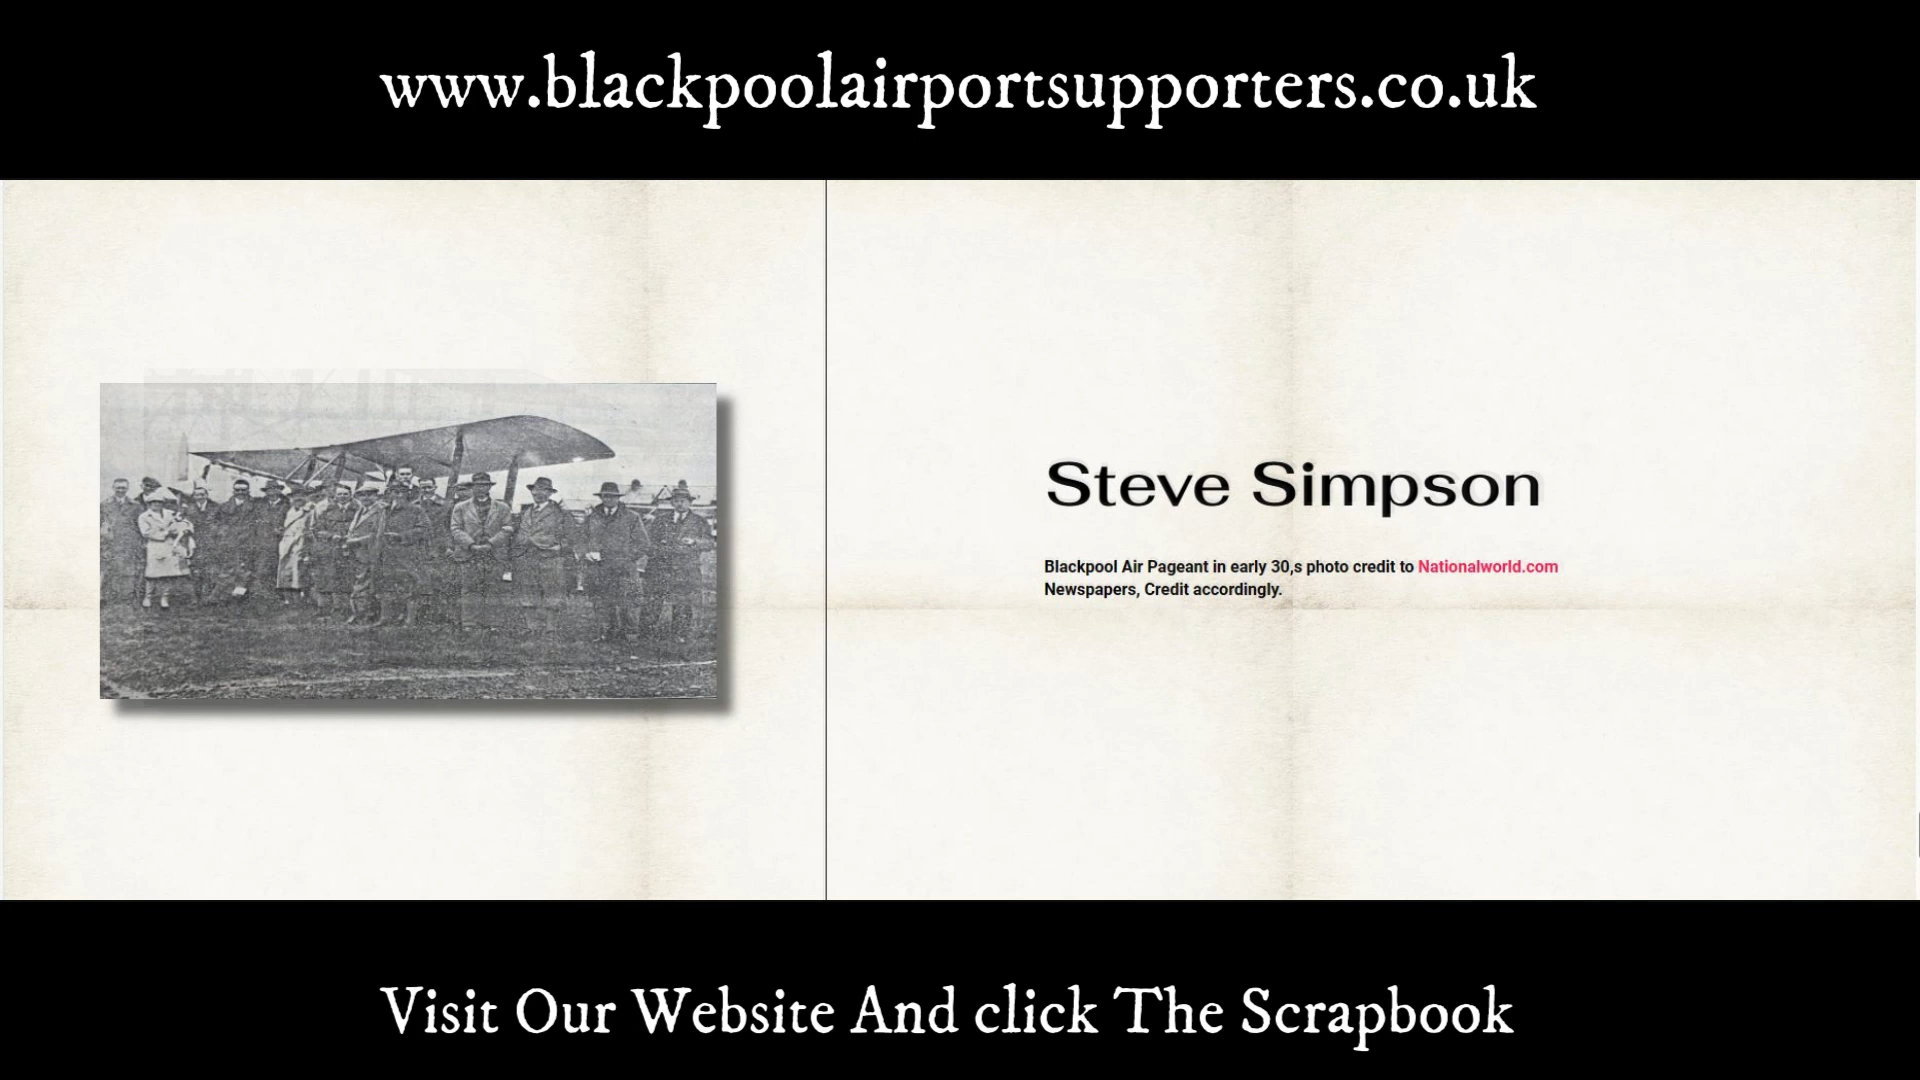 www.blackpoolairportsupporters.co.uk
Steve Simpson
Blackpool Air Pageant in early 30,s photo credit to Nationalworld.com
Newspapers, Credit accordingly.
Visit Our Website And click The Scrapbook